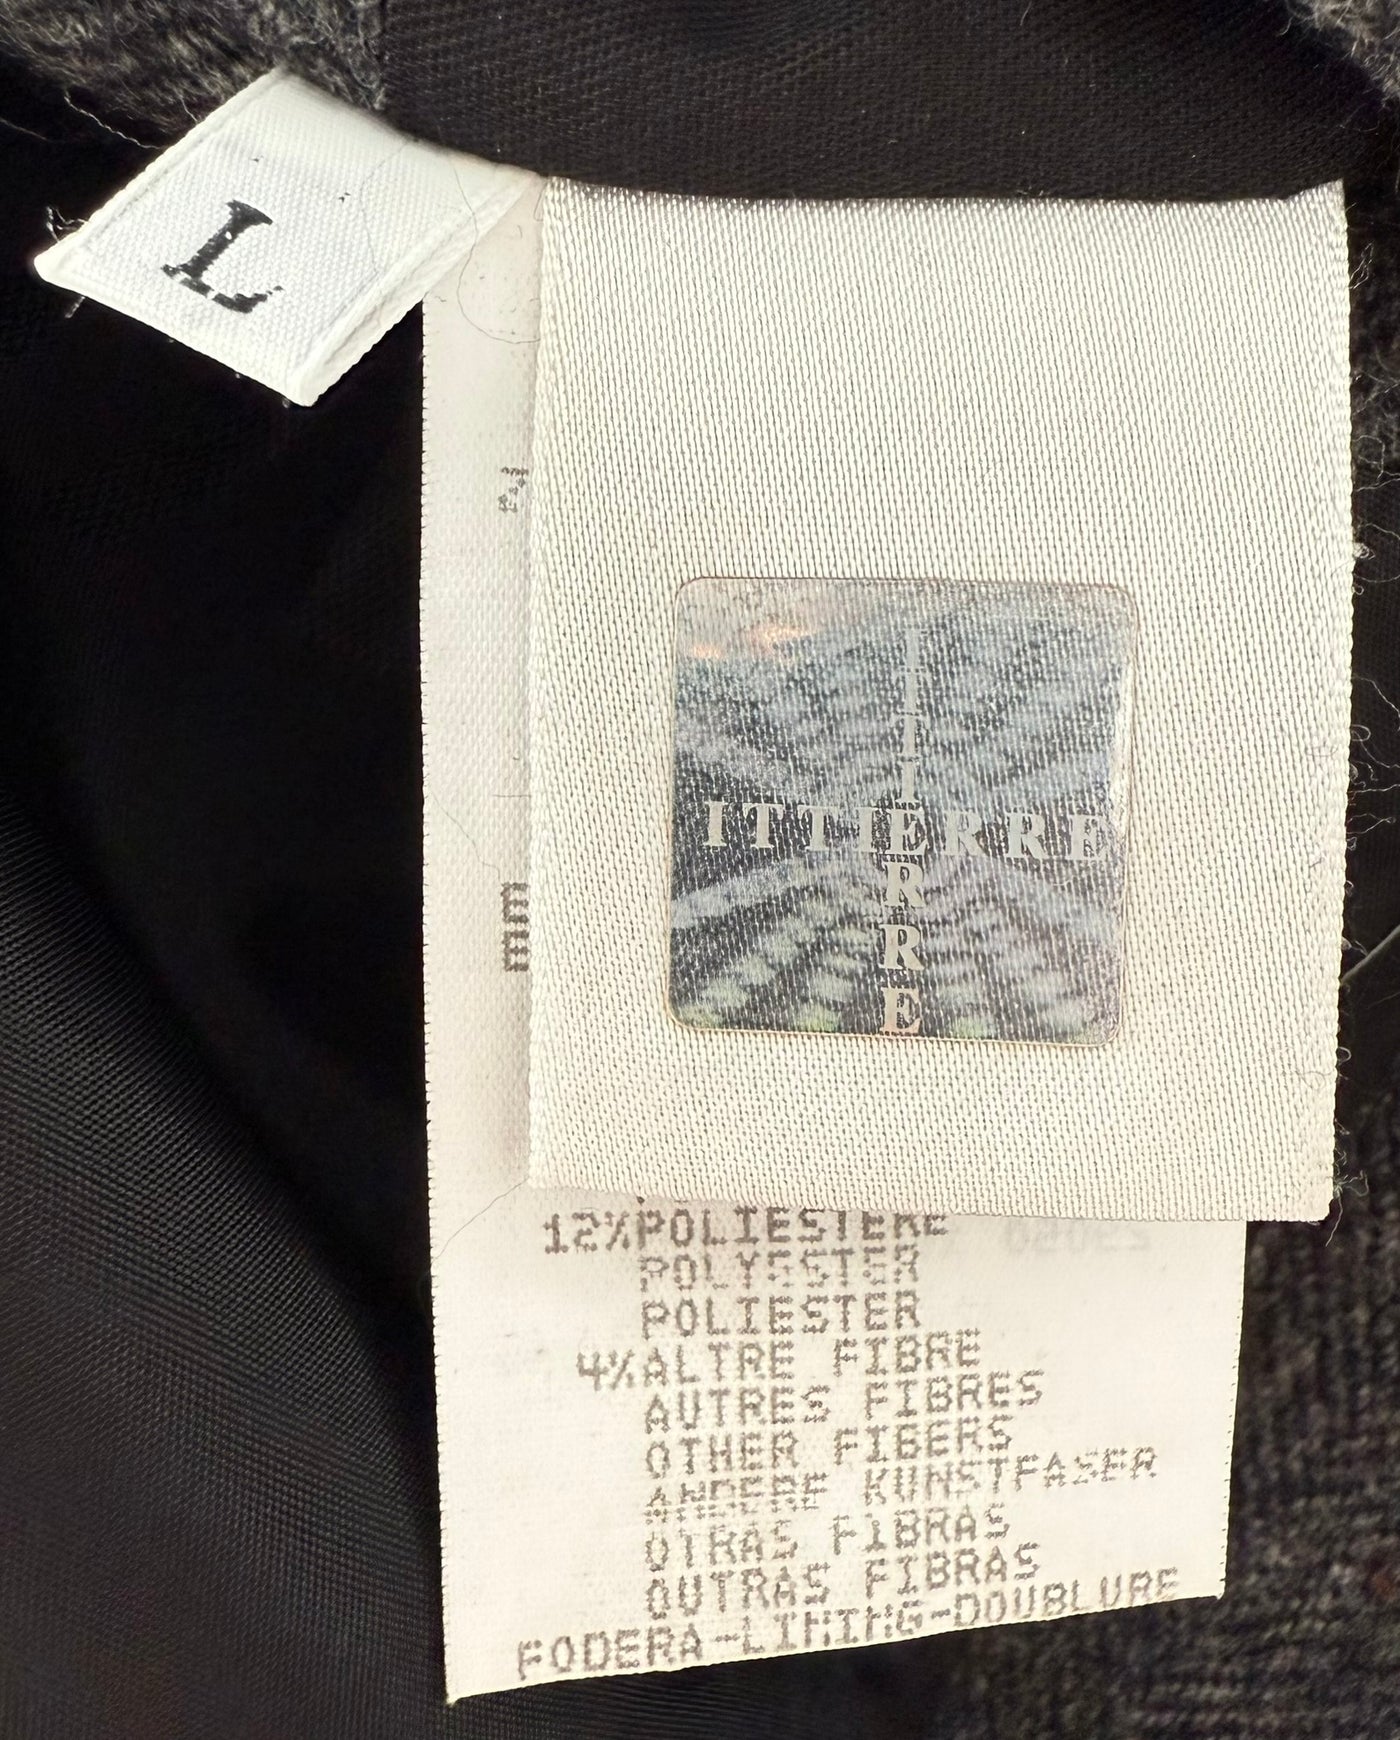 L
mm
ITTIERRE
ITTIERRE
12%POLIESTERE
POLYESTER
POLIESTER
4%ALTRE FIBRE
AUTRES FIBRES
OTHER FIBERS
ANDERE KUNSTFASER
OTRAS FIBRAS
OUTRAS FIBRAS
FODERA-LINING-DOUBLURE